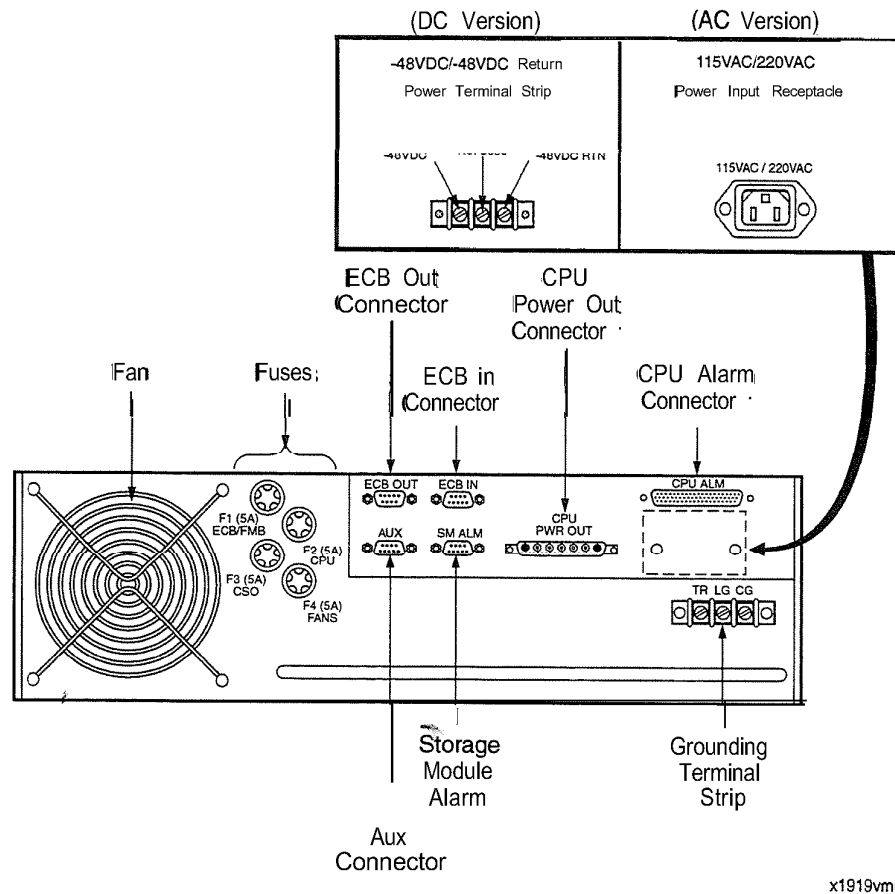 (DC Version)
(AC Version)
-48VDC/-48VDC Return
Power Terminal Strip
115VAC/220VAC
Power Input Receptacle
-48VDC
-48VDC RTN
115VAC / 220VAC
ECB Out
Connector
CPU
Power Out
Connector
Fan
Fuses
ECB in
Connector
CPU Alarm
Connector
ECB OUT
ECB IN
CPU ALM
F1 (5A)
ECB/FMB
F2 (5A)
CPU
F3 (5A)
CSO
F4 (5A)
FANS
AUX
SM ALM
CPU
PWR OUT
TR LG CG
Storage
Module
Alarm
Grounding
Terminal
Strip
Aux
Connector
x1919vm